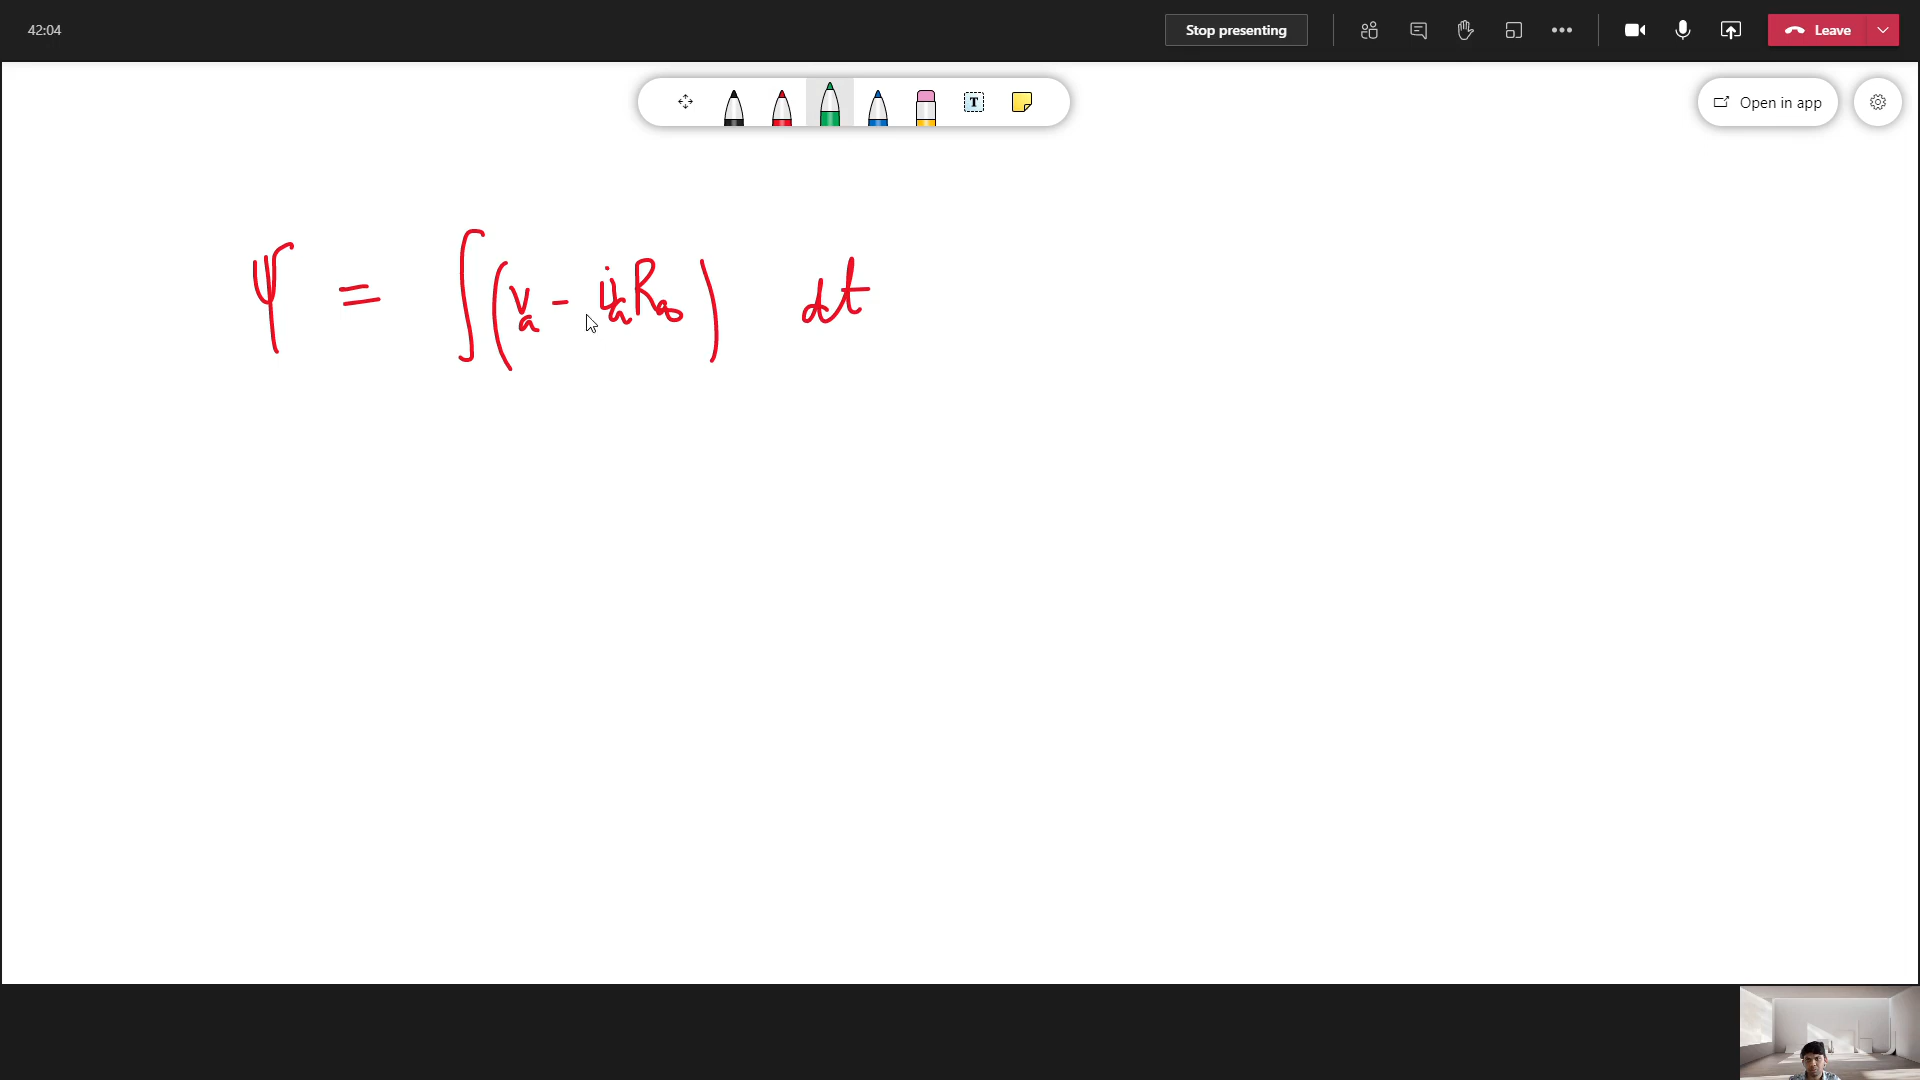 42:04
Stop presenting
Leave
T
Open in app
ψ = ∫(vₐ - iₐRₐ) dt